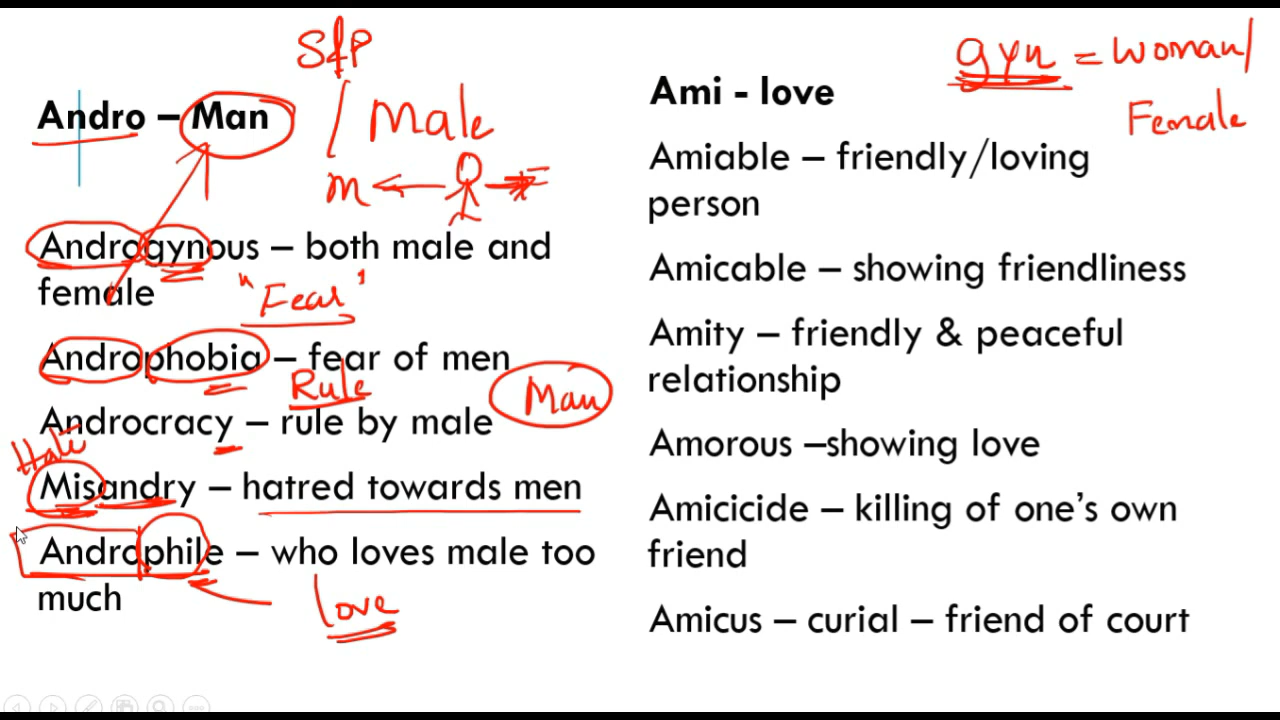 S&P
Andro – Man
/ Male
M
F
Androgynous – both male and
female
"Fear"
Androphobia – fear of men
Rule
Man
Androcracy – rule by male
Hate
Misandry – hatred towards men
Androphile – who loves male too
much
love
gyn = woman/
Female
Ami - love
Amiable – friendly/loving
person
Amicable – showing friendliness
Amity – friendly & peaceful
relationship
Amorous –showing love
Amicicide – killing of one's own
friend
Amicus – curial – friend of court